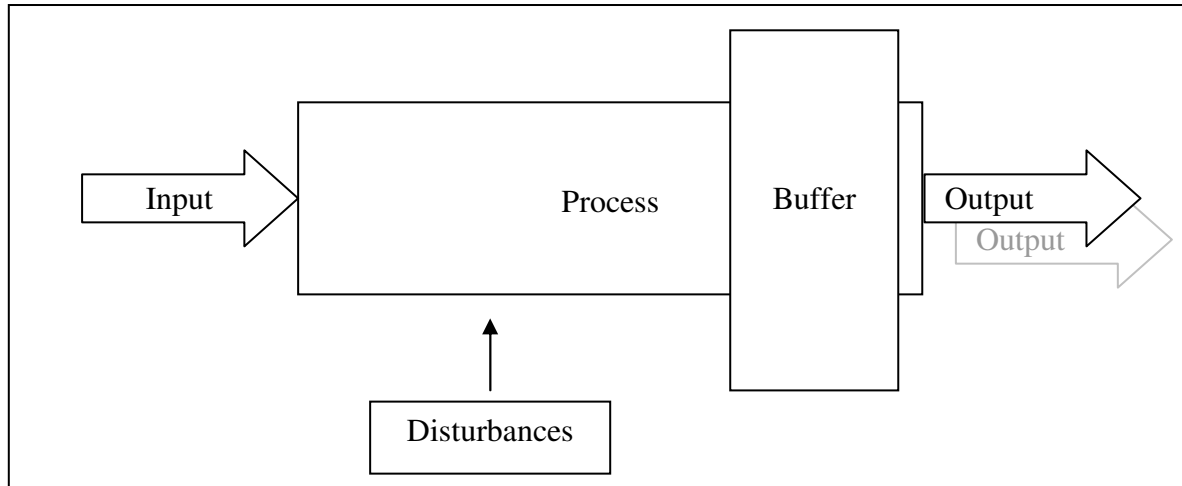 Input
Process
Buffer
Output
Output
Disturbances